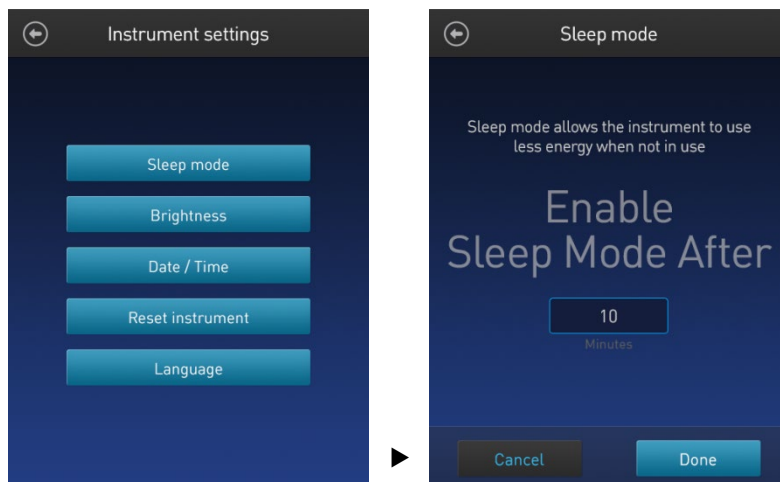 Instrument settings
Sleep mode
Brightness
Date / Time
Reset instrument
Language
Sleep mode
Sleep mode allows the instrument to use
less energy when not in use
Enable
Sleep Mode After
10
Minutes
Cancel
Done